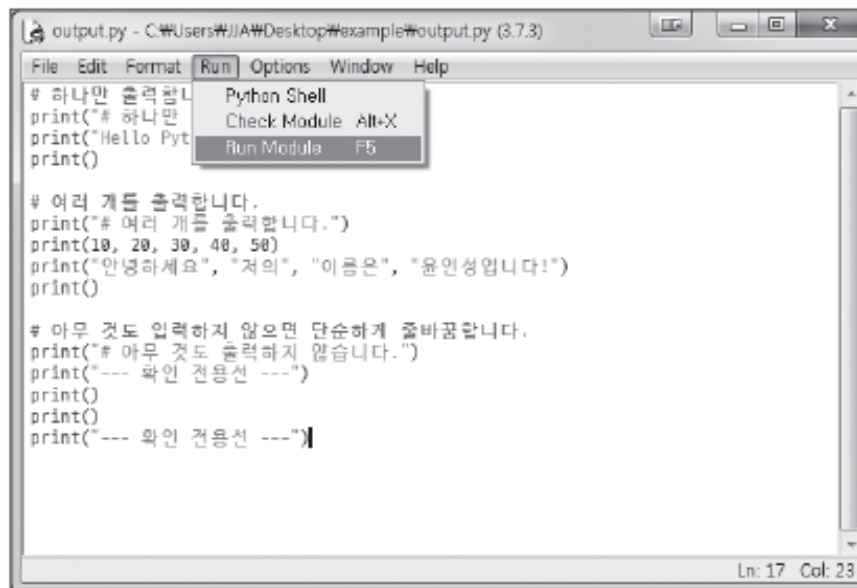 output.py - C:₩Users₩JJA₩Desktop₩example₩output.py (3.7.3)
File Edit Format Run Options Window Help
Python Shell
Check Module Alt+X
Run Module F5
# 하나만 출력합니
print("# 하나만
print("Hello Pyt
print()
# 여러 개를 출력합니다.
print("# 여러 개를 출력합니다.")
print(10, 20, 30, 40, 50)
print("안녕하세요", "저의", "이름은", "윤인성입니다!")
print()
# 아무 것도 입력하지 않으면 단순하게 줄바꿈합니다.
print("# 아무 것도 출력하지 않습니다.")
print("--- 확인 전용선 ---")
print()
print()
print("--- 확인 전용선 ---")
Ln: 17 Col: 23